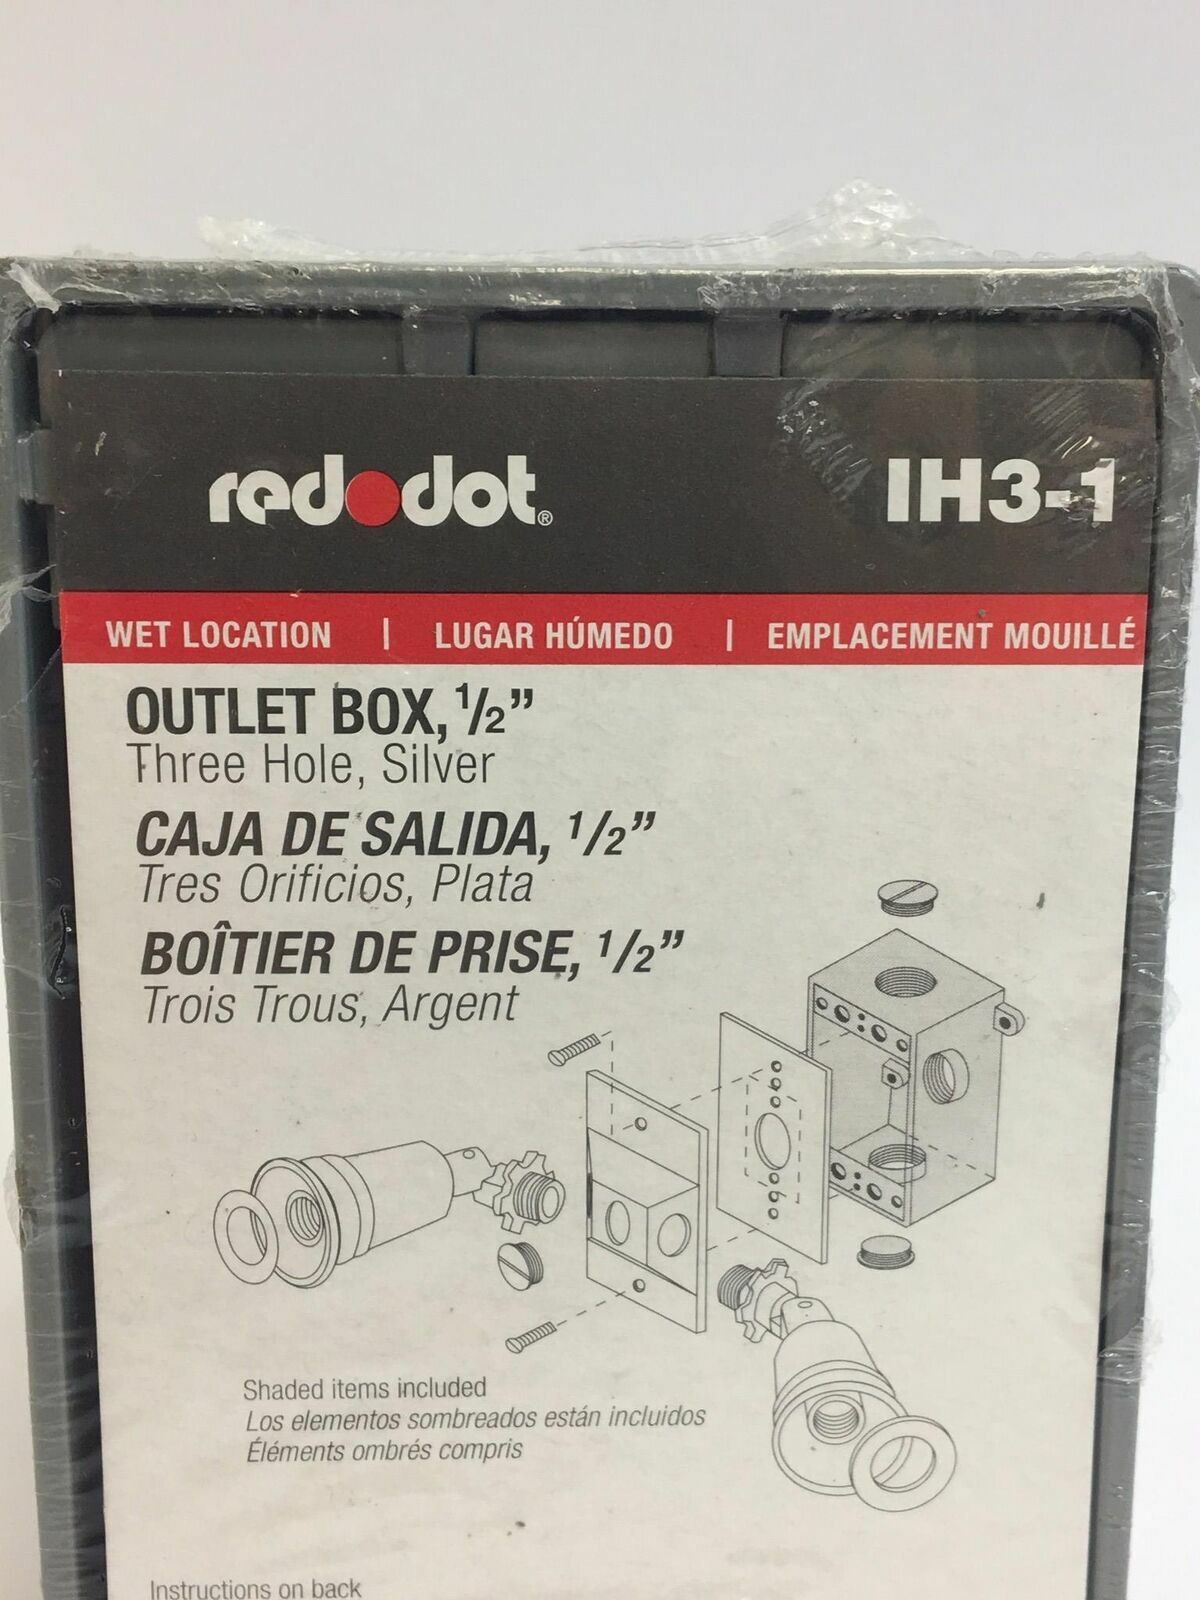 red dot®
IH3-1
WET LOCATION | LUGAR HÚMEDO | EMPLACEMENT MOUILLÉ
OUTLET BOX, 1/2”
Three Hole, Silver
CAJA DE SALIDA, 1/2”
Tres Orificios, Plata
BOÎTIER DE PRISE, 1/2”
Trois Trous, Argent
Shaded items included
Los elementos sombreados están incluidos
Éléments ombrés compris
Instructions on back